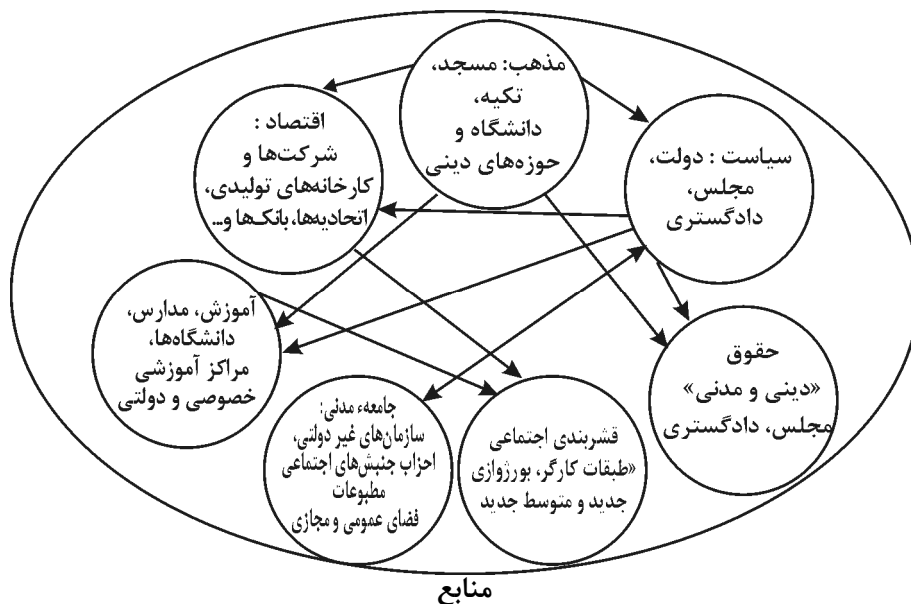 مذهب: مسجد،
تکیه،
دانشگاه و
حوزه‌های دینی
سیاست : دولت،
مجلس،
دادگستری
اقتصاد :
شرکت‌ها و
کارخانه‌های تولیدی،
اتحادیه‌ها، بانک‌ها و...
آموزش، مدارس،
دانشگاه‌ها،
مراکز آموزشی
خصوصی و دولتی
حقوق
«دینی و مدنی»
مجلس، دادگستری
قشربندی اجتماعی
«طبقات کارگر، بورژوازی
جدید و متوسط جدید
جامعهء مدنی:
سازمان‌های غیر دولتی،
احزاب جنبش‌های اجتماعی
مطبوعات
فضای عمومی و مجازی
منابع